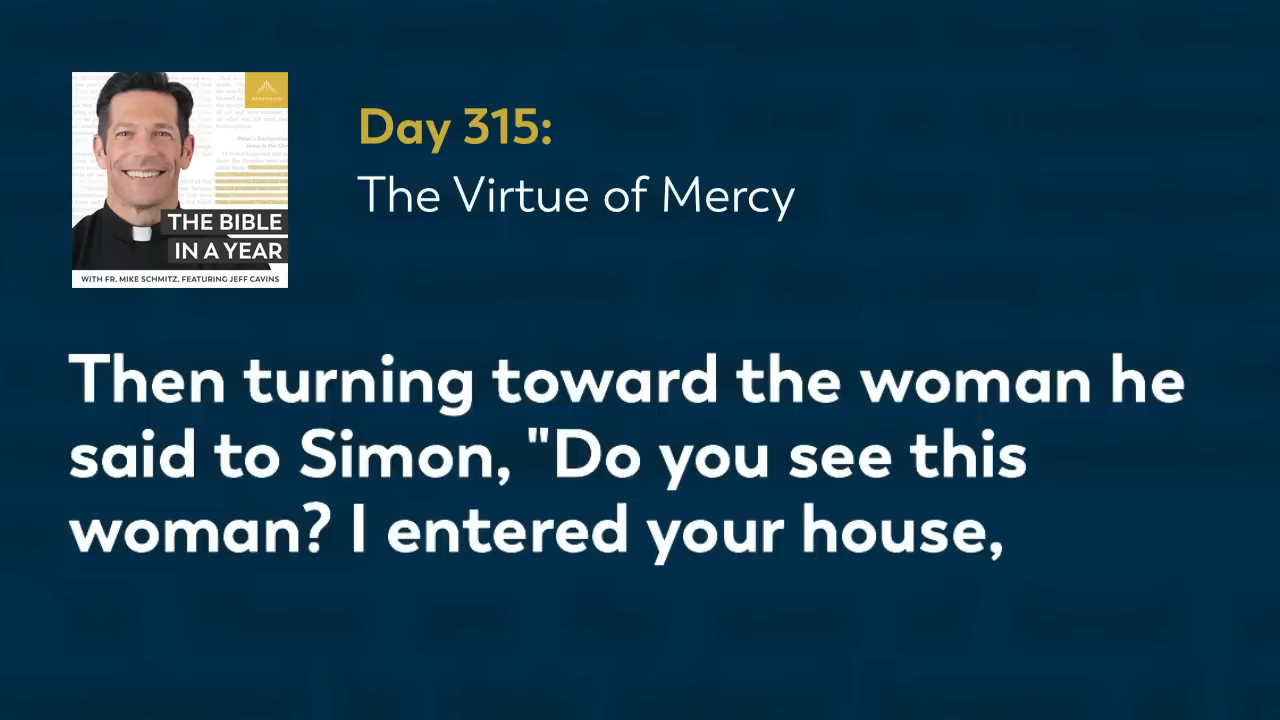 THE BIBLE
IN A YEAR
WITH FR. MIKE SCHMITZ, FEATURING JEFF CAVINS
Day 315:
The Virtue of Mercy
Then turning toward the woman he
said to Simon, "Do you see this
woman? I entered your house,